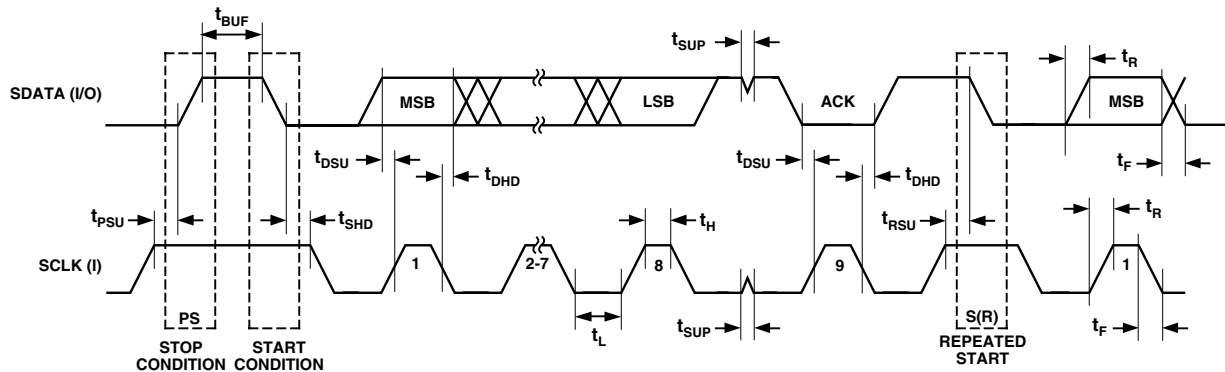 tBUF
tSUP
tR
SDATA (I/O)
MSB
LSB
ACK
MSB
tDSU
tDHD
tDSU
tDHD
tF
tPSU
tSHD
tH
tRSU
tR
SCLK (I)
1
2-7
8
9
1
PS
S(R)
tL
tSUP
tF
STOP
CONDITION
START
CONDITION
REPEATED
START